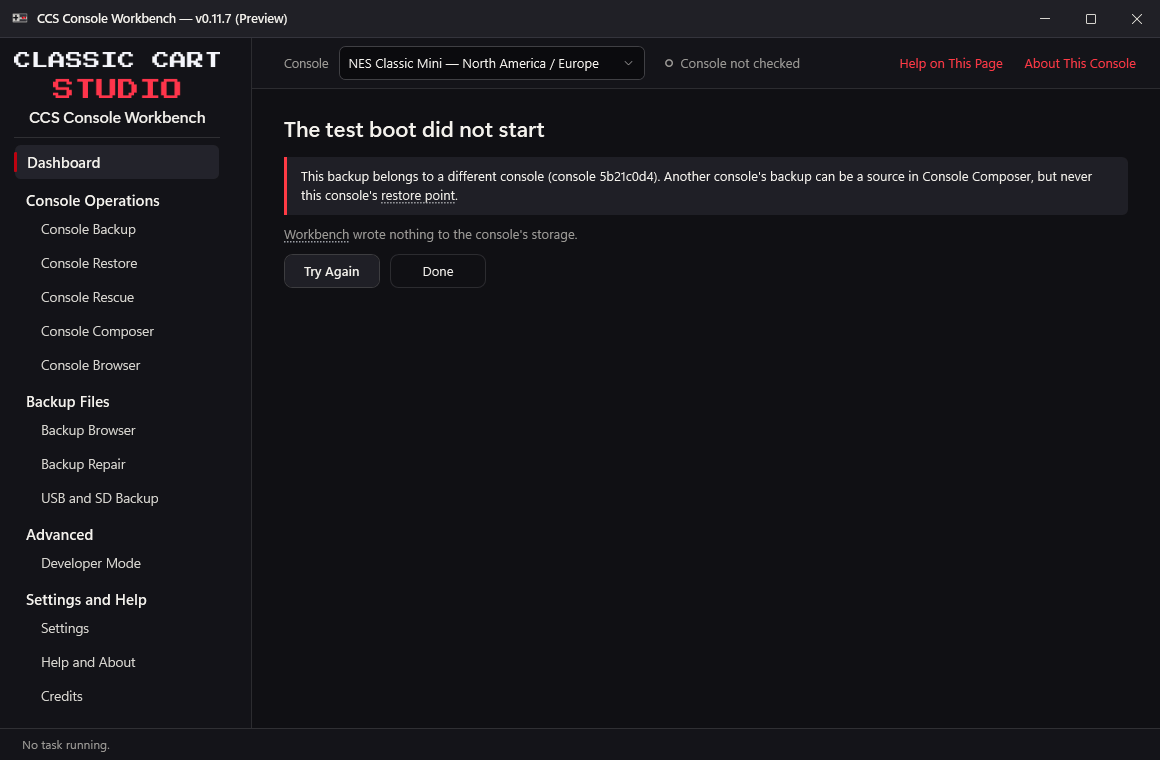 CCS Console Workbench — v0.11.7 (Preview)
CLASSIC CART
STUDIO
CCS Console Workbench
Dashboard
Console Operations
Console Backup
Console Restore
Console Rescue
Console Composer
Console Browser
Backup Files
Backup Browser
Backup Repair
USB and SD Backup
Advanced
Developer Mode
Settings and Help
Settings
Help and About
Credits
Console
NES Classic Mini — North America / Europe
Console not checked
Help on This Page
About This Console
The test boot did not start
This backup belongs to a different console (console 5b21c0d4). Another console's backup can be a source in Console Composer, but never
this console's restore point.
Workbench wrote nothing to the console's storage.
Try Again
Done
No task running.